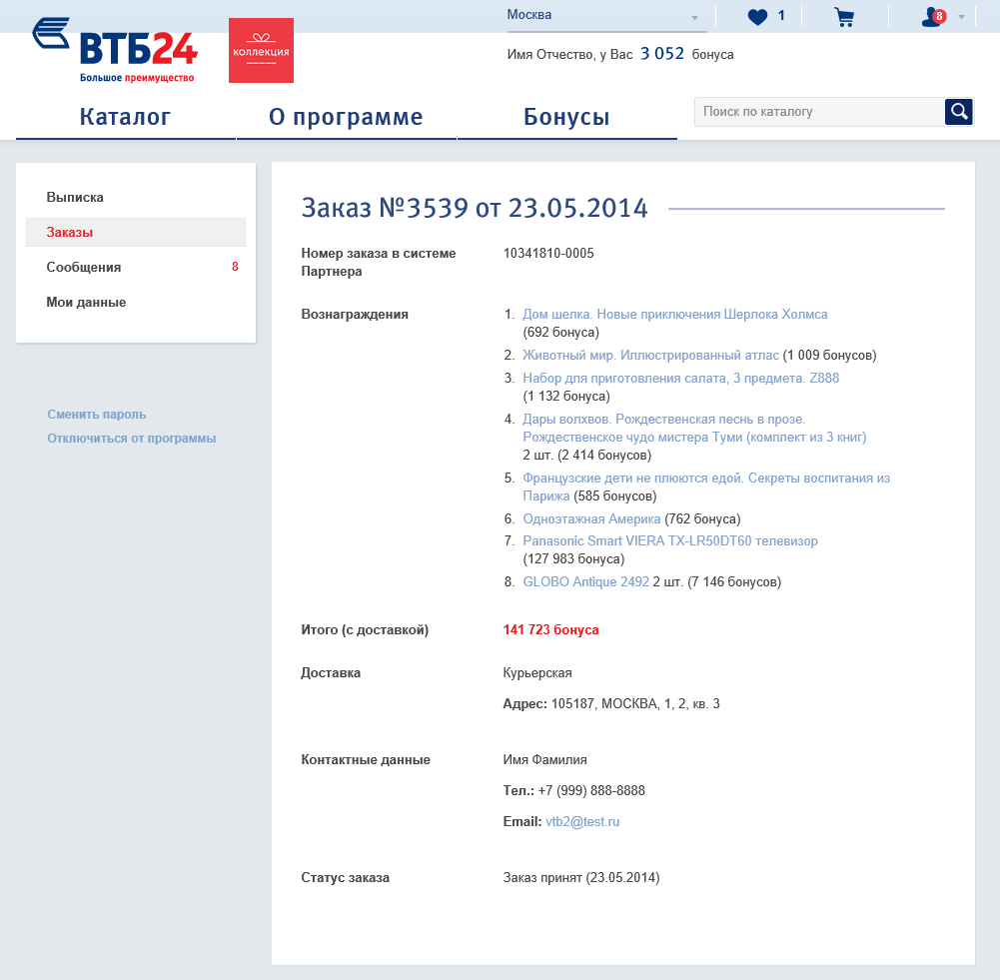 Москва
1
8
ВТБ24
Большое преимущество
коллекция
Имя Отчество, у Вас 3 052 бонуса
Каталог
О программе
Бонусы
Поиск по каталогу
Выписка
Заказы
Сообщения 8
Мои данные
Сменить пароль
Отключиться от программы
Заказ №3539 от 23.05.2014
Номер заказа в системе
Партнера
10341810-0005
Вознаграждения
1. Дом шелка. Новые приключения Шерлока Холмса
(692 бонуса)
2. Животный мир. Иллюстрированный атлас (1 009 бонусов)
3. Набор для приготовления салата, 3 предмета. Z888
(1 132 бонуса)
4. Дары волхвов. Рождественская песнь в прозе.
Рождественское чудо мистера Туми (комплект из 3 книг)
2 шт. (2 414 бонусов)
5. Французские дети не плюются едой. Секреты воспитания из
Парижа (585 бонусов)
6. Одноэтажная Америка (762 бонуса)
7. Panasonic Smart VIERA TX-LR50DT60 телевизор
(127 983 бонуса)
8. GLOBO Antique 2492 2 шт. (7 146 бонусов)
Итого (с доставкой)
141 723 бонуса
Доставка
Курьерская
Адрес: 105187, МОСКВА, 1, 2, кв. 3
Контактные данные
Имя Фамилия
Тел.: +7 (999) 888-8888
Email: vtb2@test.ru
Статус заказа
Заказ принят (23.05.2014)